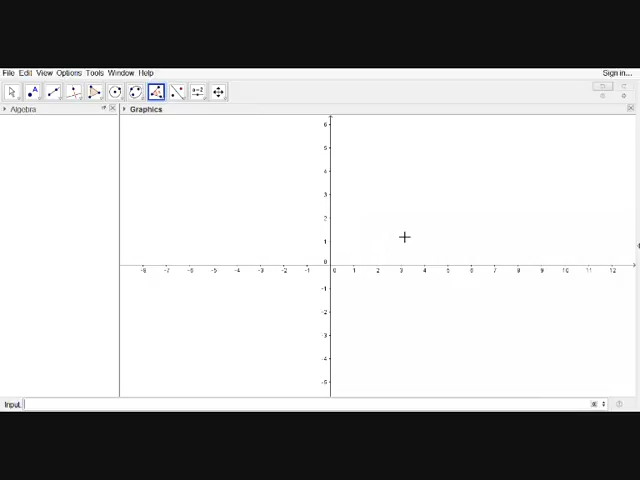 File Edit View Options Tools Window Help Sign in...
A a=2
Algebra Graphics
6
5
4
3
2
1
0
-8 -7 -6 -5 -4 -3 -2 -1 0 1 2 3 4 5 6 7 8 9 10 11 12
-1
-2
-3
-4
-5
Input: